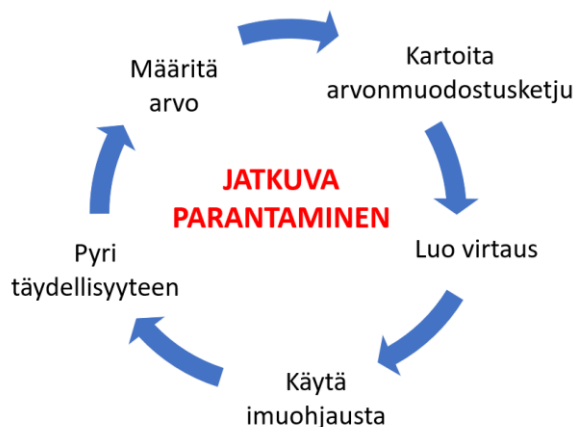 Määritä
arvo
Kartoita
arvonmuodostusketju
Luo virtaus
Käytä
imuohjausta
Pyri
täydellisyyteen
JATKUVA
PARANTAMINEN